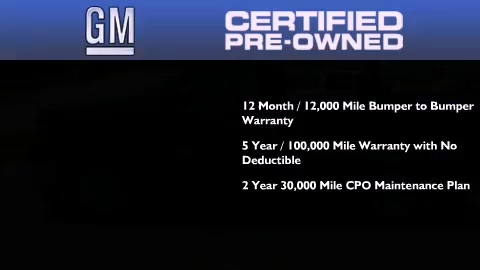 GM
CERTIFIED
PRE-OWNED
12 Month / 12,000 Mile Bumper to Bumper
Warranty
5 Year / 100,000 Mile Warranty with No
Deductible
2 Year 30,000 Mile CPO Maintenance Plan